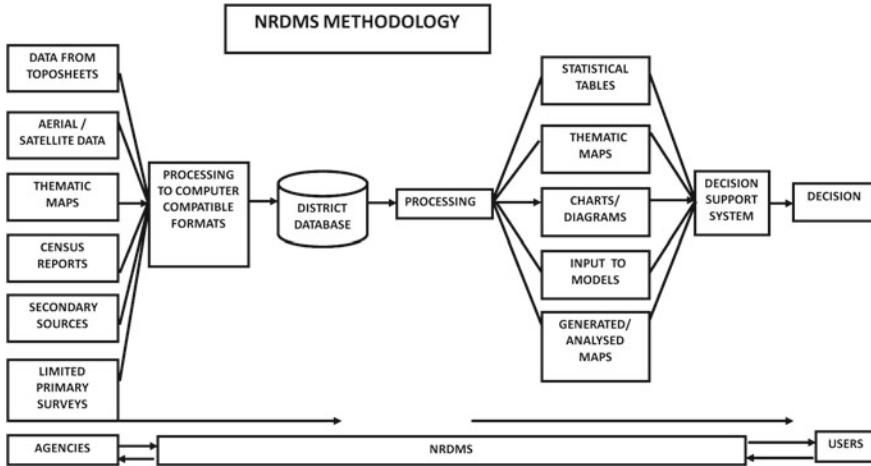 NRDMS METHODOLOGY
DATA FROM
TOPOSHEETS
AERIAL /
SATELLITE DATA
THEMATIC
MAPS
CENSUS
REPORTS
SECONDARY
SOURCES
LIMITED
PRIMARY
SURVEYS
PROCESSING
TO COMPUTER
COMPATIBLE
FORMATS
DISTRICT
DATABASE
PROCESSING
STATISTICAL
TABLES
THEMATIC
MAPS
CHARTS/
DIAGRAMS
INPUT TO
MODELS
GENERATED/
ANALYSED
MAPS
DECISION
SUPPORT
SYSTEM
DECISION
AGENCIES
NRDMS
USERS